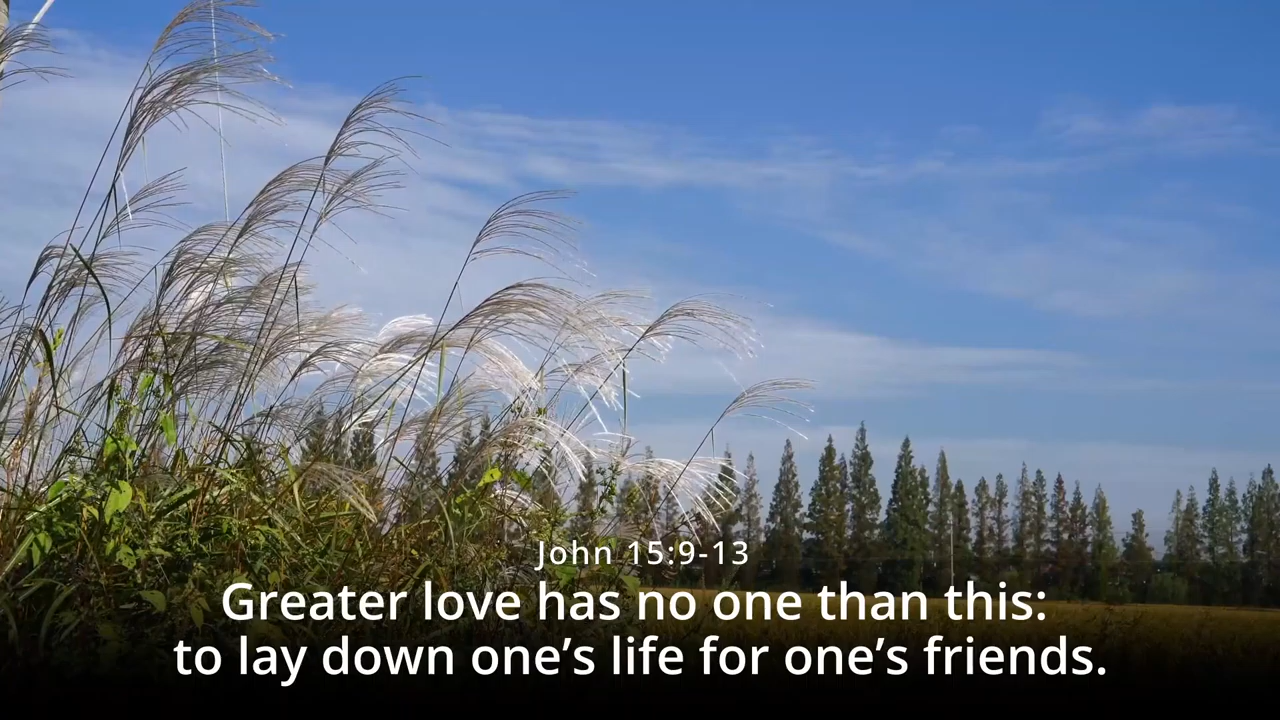 John 15:9-13
Greater love has no one than this:
to lay down one’s life for one’s friends.